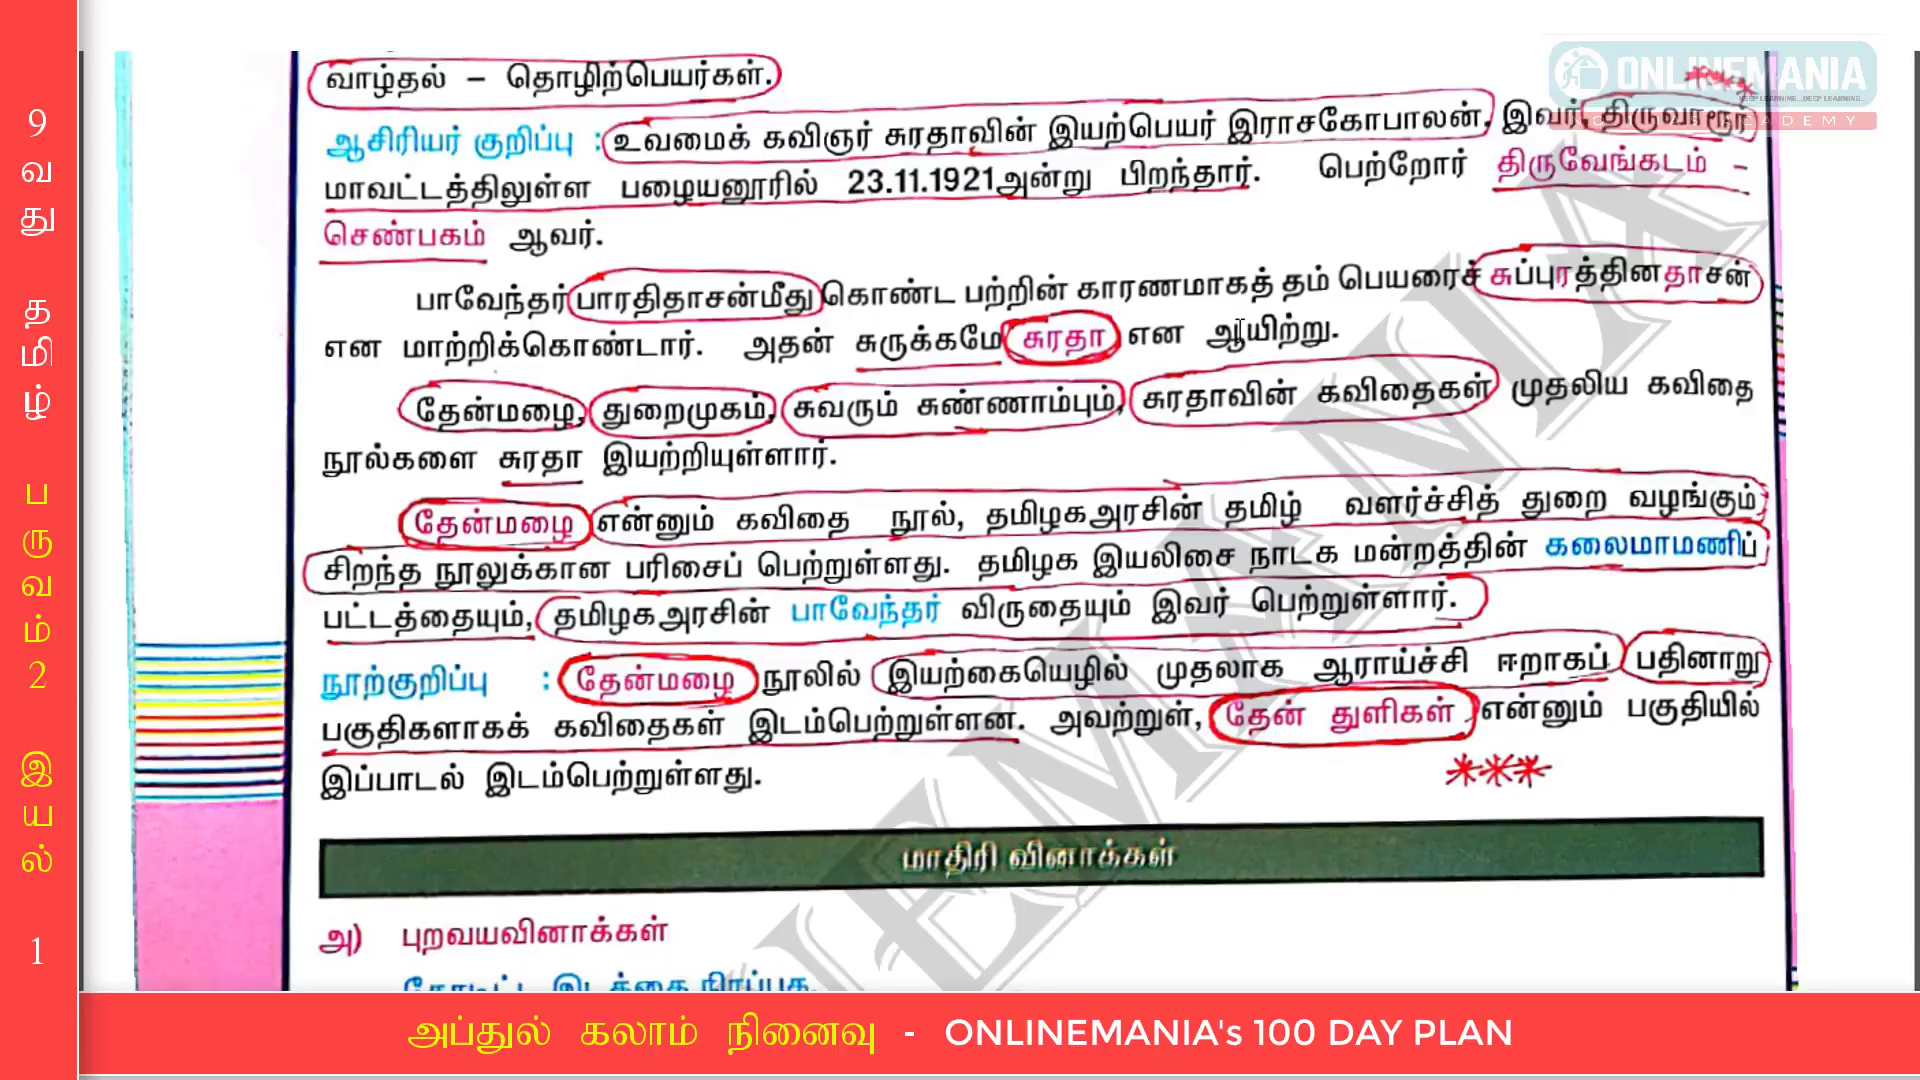 9
வ
து
த
மி
ழ்
ப
ரு
வ
ம்
2
இ
ய
ல்
1
ONLINEMANIA
வாழ்தல் – தொழிற்பெயர்கள்.
ஆசிரியர் குறிப்பு : உவமைக் கவிஞர் சுரதாவின் இயற்பெயர் இராசகோபாலன், இவர், திருவாரூர்
மாவட்டத்திலுள்ள பழையனூரில் 23.11.1921அன்று பிறந்தார். பெற்றோர் திருவேங்கடம் –
செண்பகம் ஆவர்.
பாவேந்தர் பாரதிதாசன்மீது கொண்ட பற்றின் காரணமாகத் தம் பெயரைச் சுப்புரத்தினதாசன்
என மாற்றிக்கொண்டார். அதன் சுருக்கமே சுரதா என ஆயிற்று.
தேன்மழை, துறைமுகம், சுவரும் சுண்ணாம்பும், சுரதாவின் கவிதைகள் முதலிய கவிதை
நூல்களை சுரதா இயற்றியுள்ளார்.
தேன்மழை என்னும் கவிதை நூல், தமிழகஅரசின் தமிழ் வளர்ச்சித் துறை வழங்கும்
சிறந்த நூலுக்கான பரிசைப் பெற்றுள்ளது. தமிழக இயலிசை நாடக மன்றத்தின் கலைமாமணிப்
பட்டத்தையும், தமிழகஅரசின் பாவேந்தர் விருதையும் இவர் பெற்றுள்ளார்.
நூற்குறிப்பு : தேன்மழை நூலில் இயற்கையெழில் முதலாக ஆராய்ச்சி ஈறாகப் பதினாறு
பகுதிகளாகக் கவிதைகள் இடம்பெற்றுள்ளன. அவற்றுள், தேன் துளிகள் என்னும் பகுதியில்
இப்பாடல் இடம்பெற்றுள்ளது.
மாதிரி வினாக்கள்
அ) புறவயவினாக்கள்
கோடிட்ட இடத்தை நிரப்புக.
அப்துல் கலாம் நினைவு - ONLINEMANIA's 100 DAY PLAN